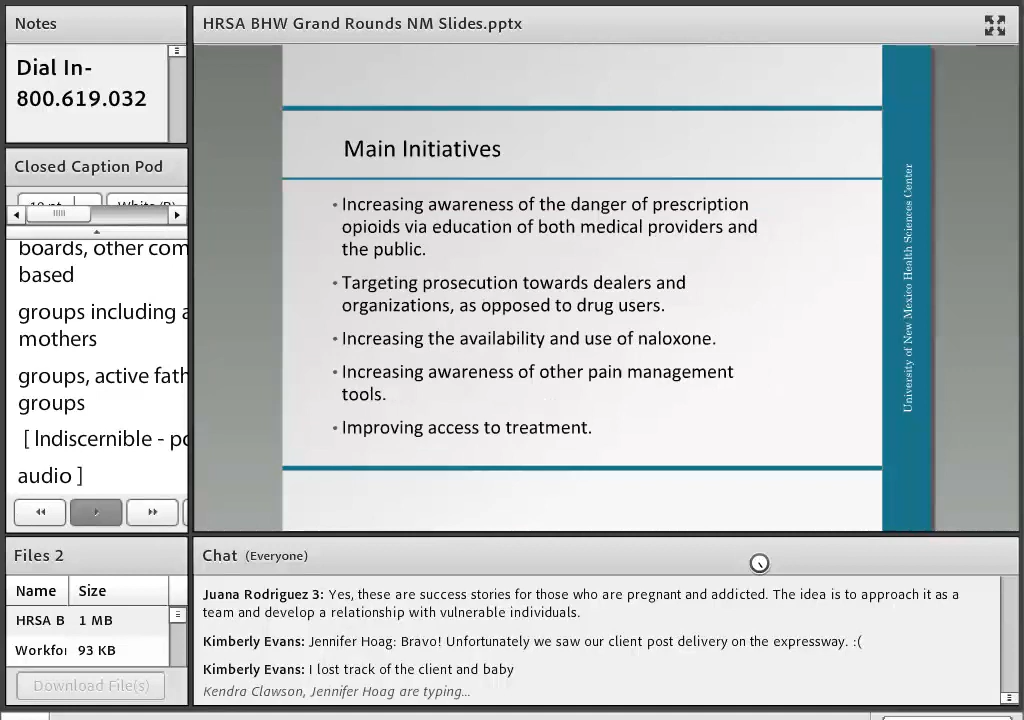 Notes
Dial In-
800.619.032
Closed Caption Pod
boards, other com
based
groups including a
mothers
groups, active fath
groups
[ Indiscernible - po
audio ]
Files 2
Name Size
HRSA B 1 MB
Workfo 93 KB
Download File(s)
HRSA BHW Grand Rounds NM Slides.pptx
Main Initiatives
• Increasing awareness of the danger of prescription
opioids via education of both medical providers and
the public.
• Targeting prosecution towards dealers and
organizations, as opposed to drug users.
• Increasing the availability and use of naloxone.
• Increasing awareness of other pain management
tools.
• Improving access to treatment.
University of New Mexico Health Sciences Center
Chat (Everyone)
Juana Rodriguez 3: Yes, these are success stories for those who are pregnant and addicted. The idea is to approach it as a
team and develop a relationship with vulnerable individuals.
Kimberly Evans: Jennifer Hoag: Bravo! Unfortunately we saw our client post delivery on the expressway. :(
Kimberly Evans: I lost track of the client and baby
Kendra Clawson, Jennifer Hoag are typing...